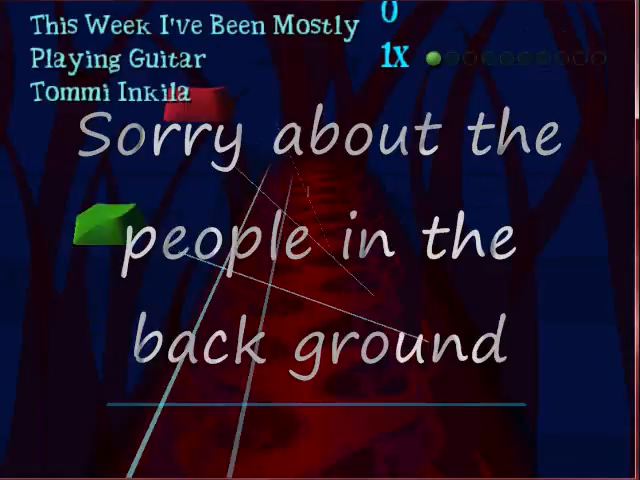 This Week I've Been Mostly
Playing Guitar
Tommi Inkila
0
1x
Sorry about the
people in the
back ground